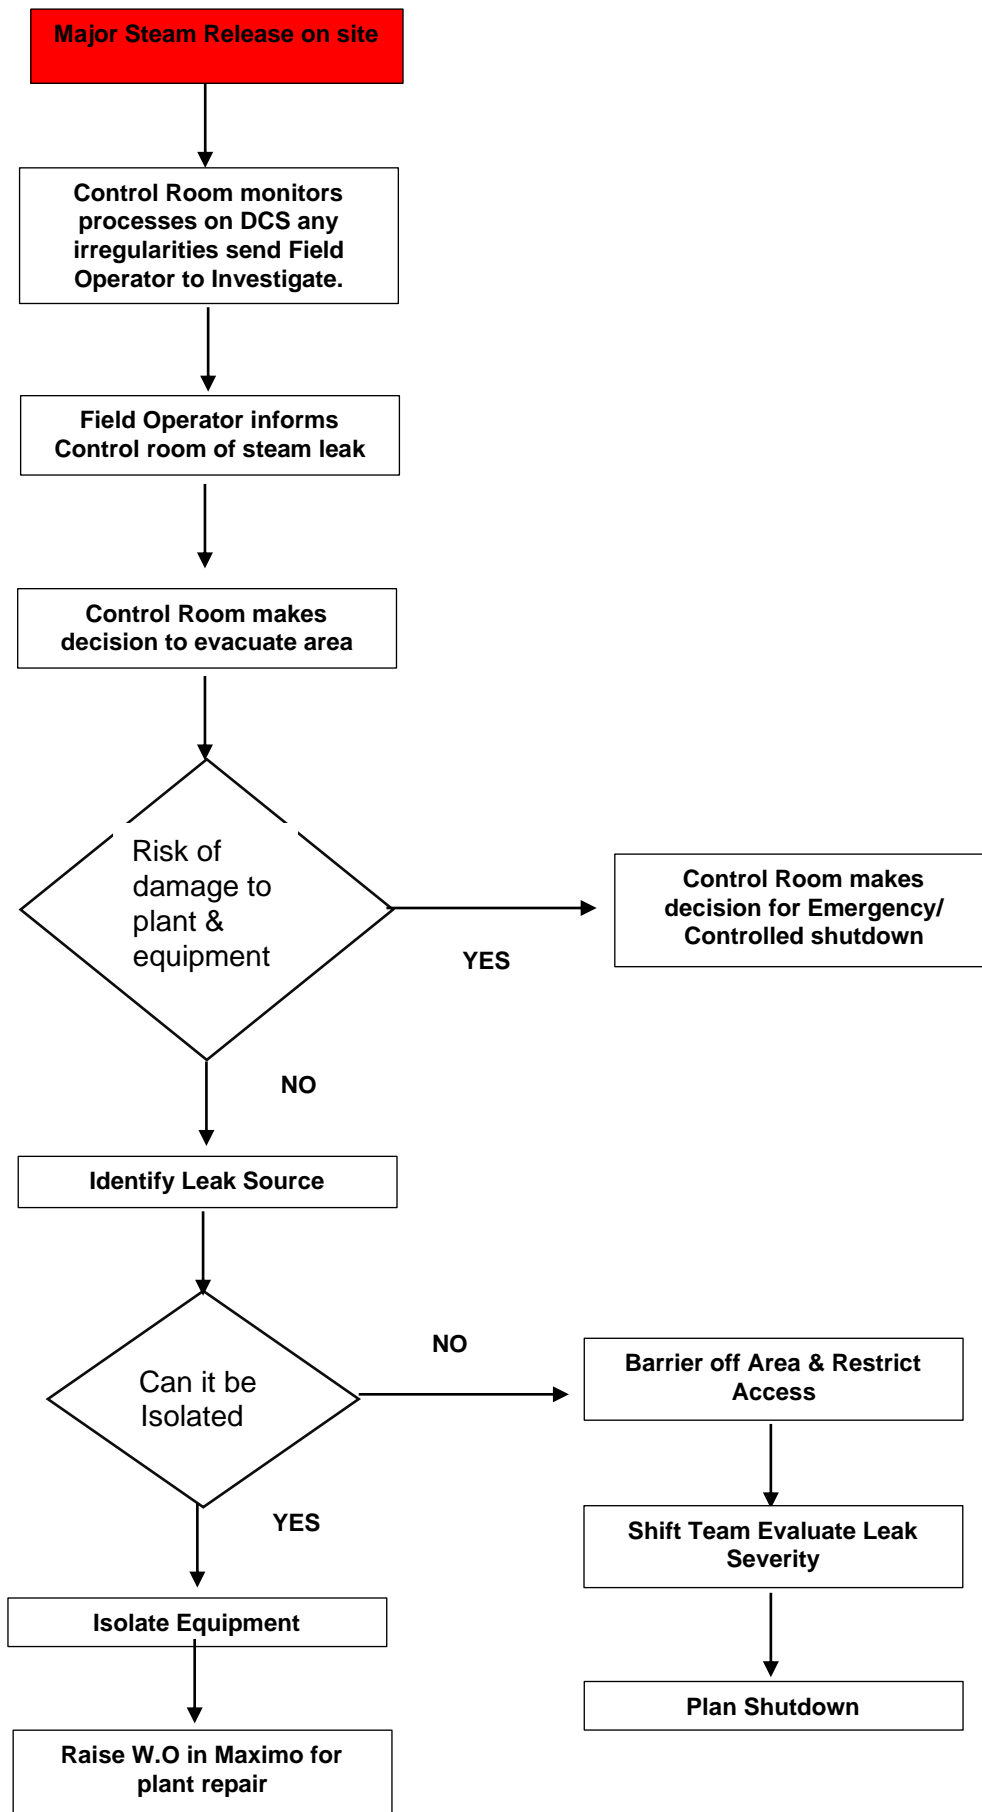 Major Steam Release on site
Control Room monitors
processes on DCS any
irregularities send Field
Operator to Investigate.
Field Operator informs
Control room of steam leak
Control Room makes
decision to evacuate area
Risk of
damage to
plant &
equipment
YES
Control Room makes
decision for Emergency/
Controlled shutdown
NO
Identify Leak Source
Can it be
Isolated
NO
Barrier off Area & Restrict
Access
YES
Shift Team Evaluate Leak
Severity
Isolate Equipment
Plan Shutdown
Raise W.O in Maximo for
plant repair